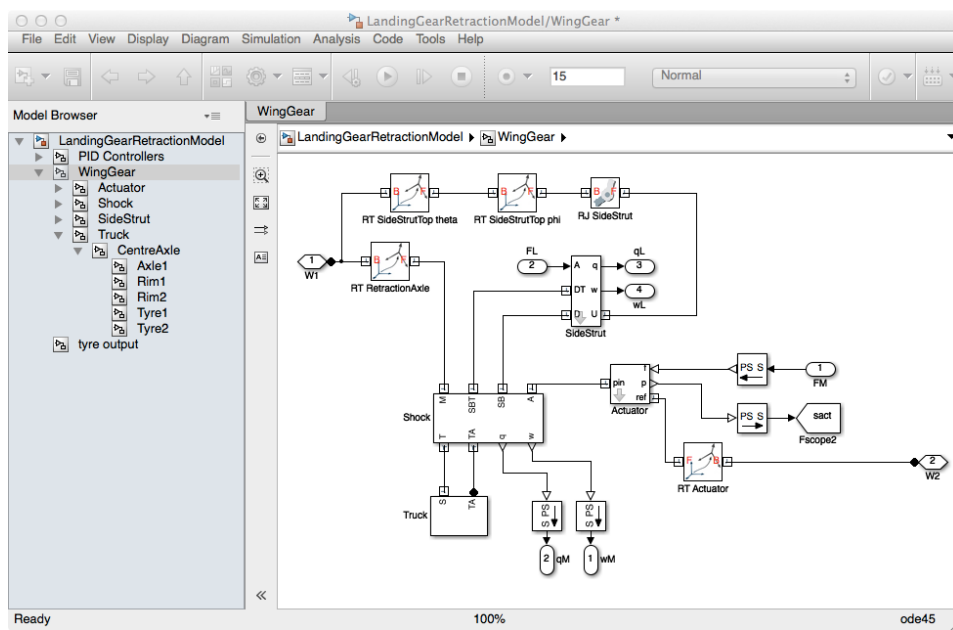 LandingGearRetractionModel/WingGear *
File Edit View Display Diagram Simulation Analysis Code Tools Help
15
Normal
Model Browser
WingGear
LandingGearRetractionModel
PID Controllers
WingGear
Actuator
Shock
SideStrut
Truck
CentreAxle
Axle1
Rim1
Rim2
Tyre1
Tyre2
tyre output
LandingGearRetractionModel WingGear
B F
RT SideStrutTop theta
B F
RT SideStrutTop phi
B F
RJ SideStrut
1
W1
B F
RT RetractionAxle
FL
2
A q
DT w
D U
SideStrut
qL
3
4
wL
M SBT SB A
Shock
T TA q w
pin f
p
ref
Actuator
PS S
1
FM
PS S
sact
Fscope2
F B
RT Actuator
2
W2
S TA
Truck
S PS
S PS
2
qM
1
wM
Ready
100%
ode45